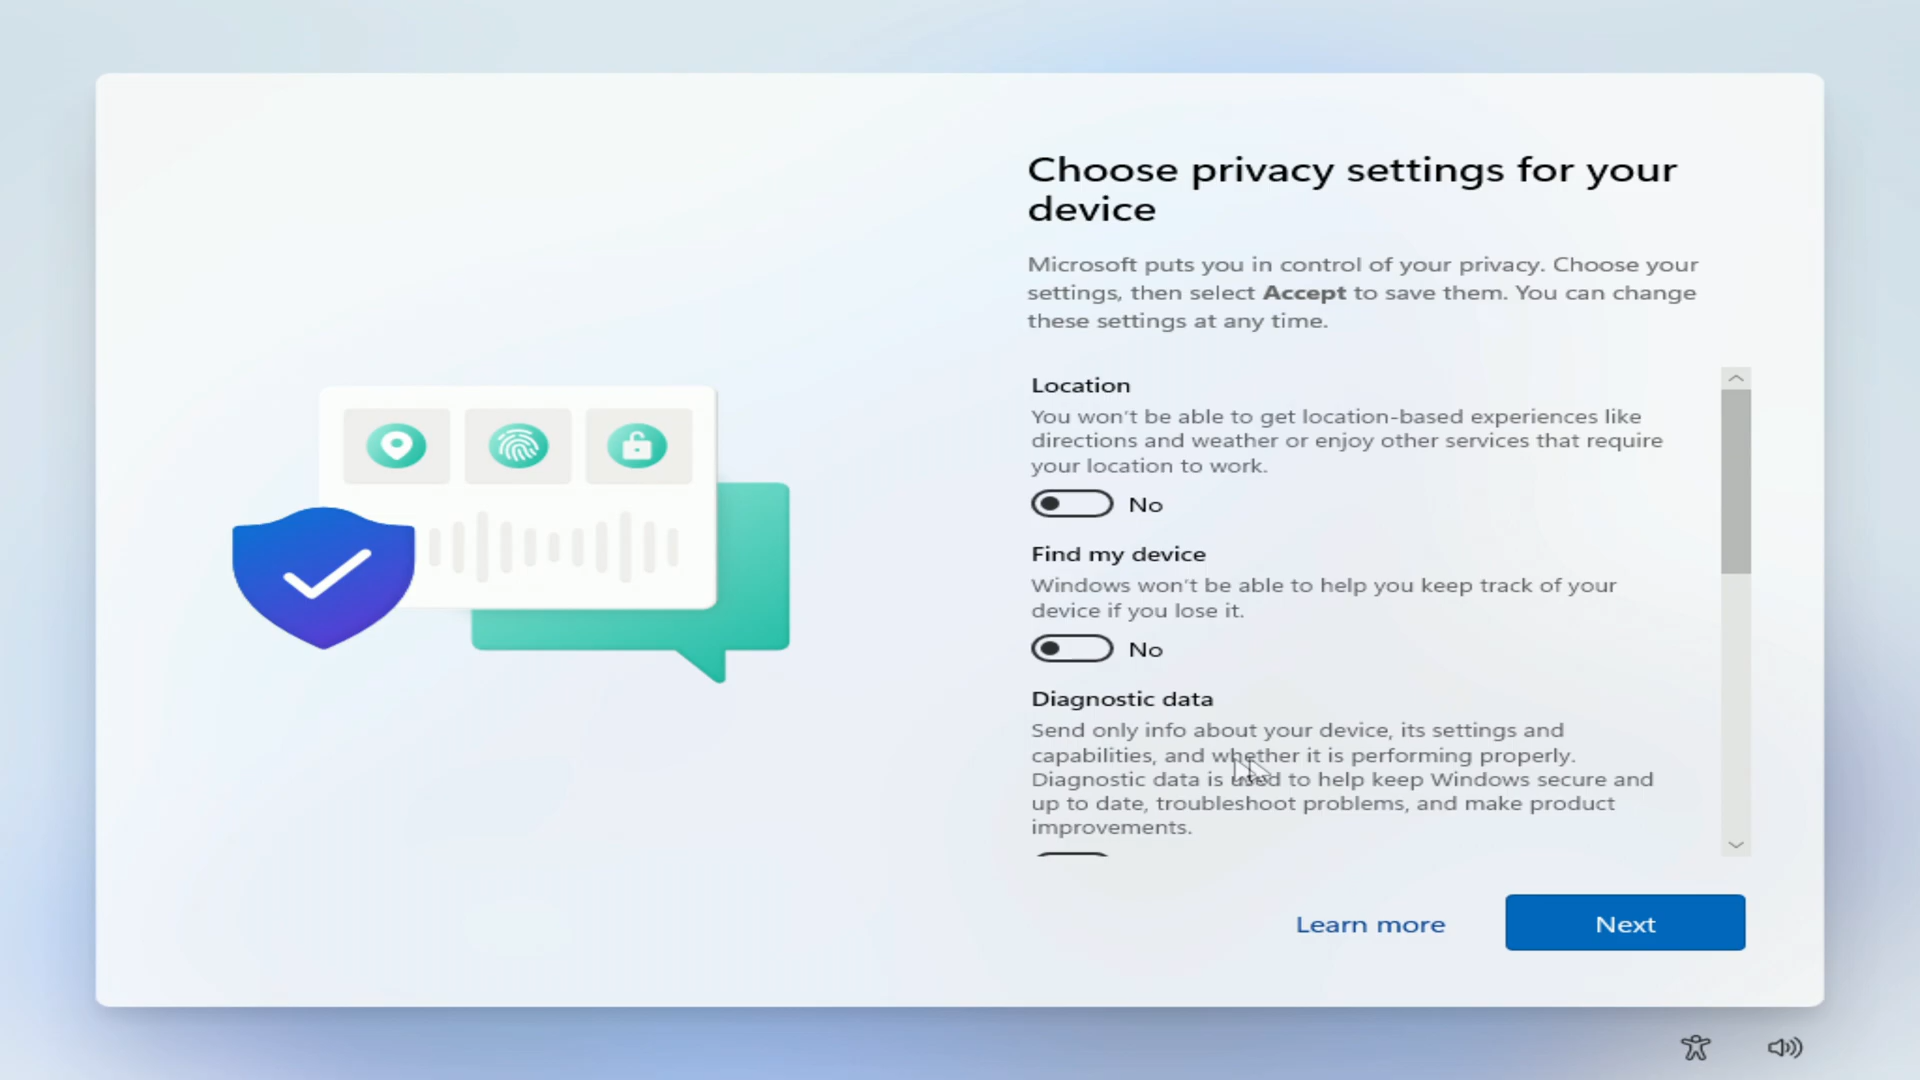 Choose privacy settings for your
device
Microsoft puts you in control of your privacy. Choose your
settings, then select Accept to save them. You can change
these settings at any time.
Location
You won't be able to get location-based experiences like
directions and weather or enjoy other services that require
your location to work.
No
Find my device
Windows won't be able to help you keep track of your
device if you lose it.
No
Diagnostic data
Send only info about your device, its settings and
capabilities, and whether it is performing properly.
Diagnostic data is used to help keep Windows secure and
up to date, troubleshoot problems, and make product
improvements.
Learn more
Next